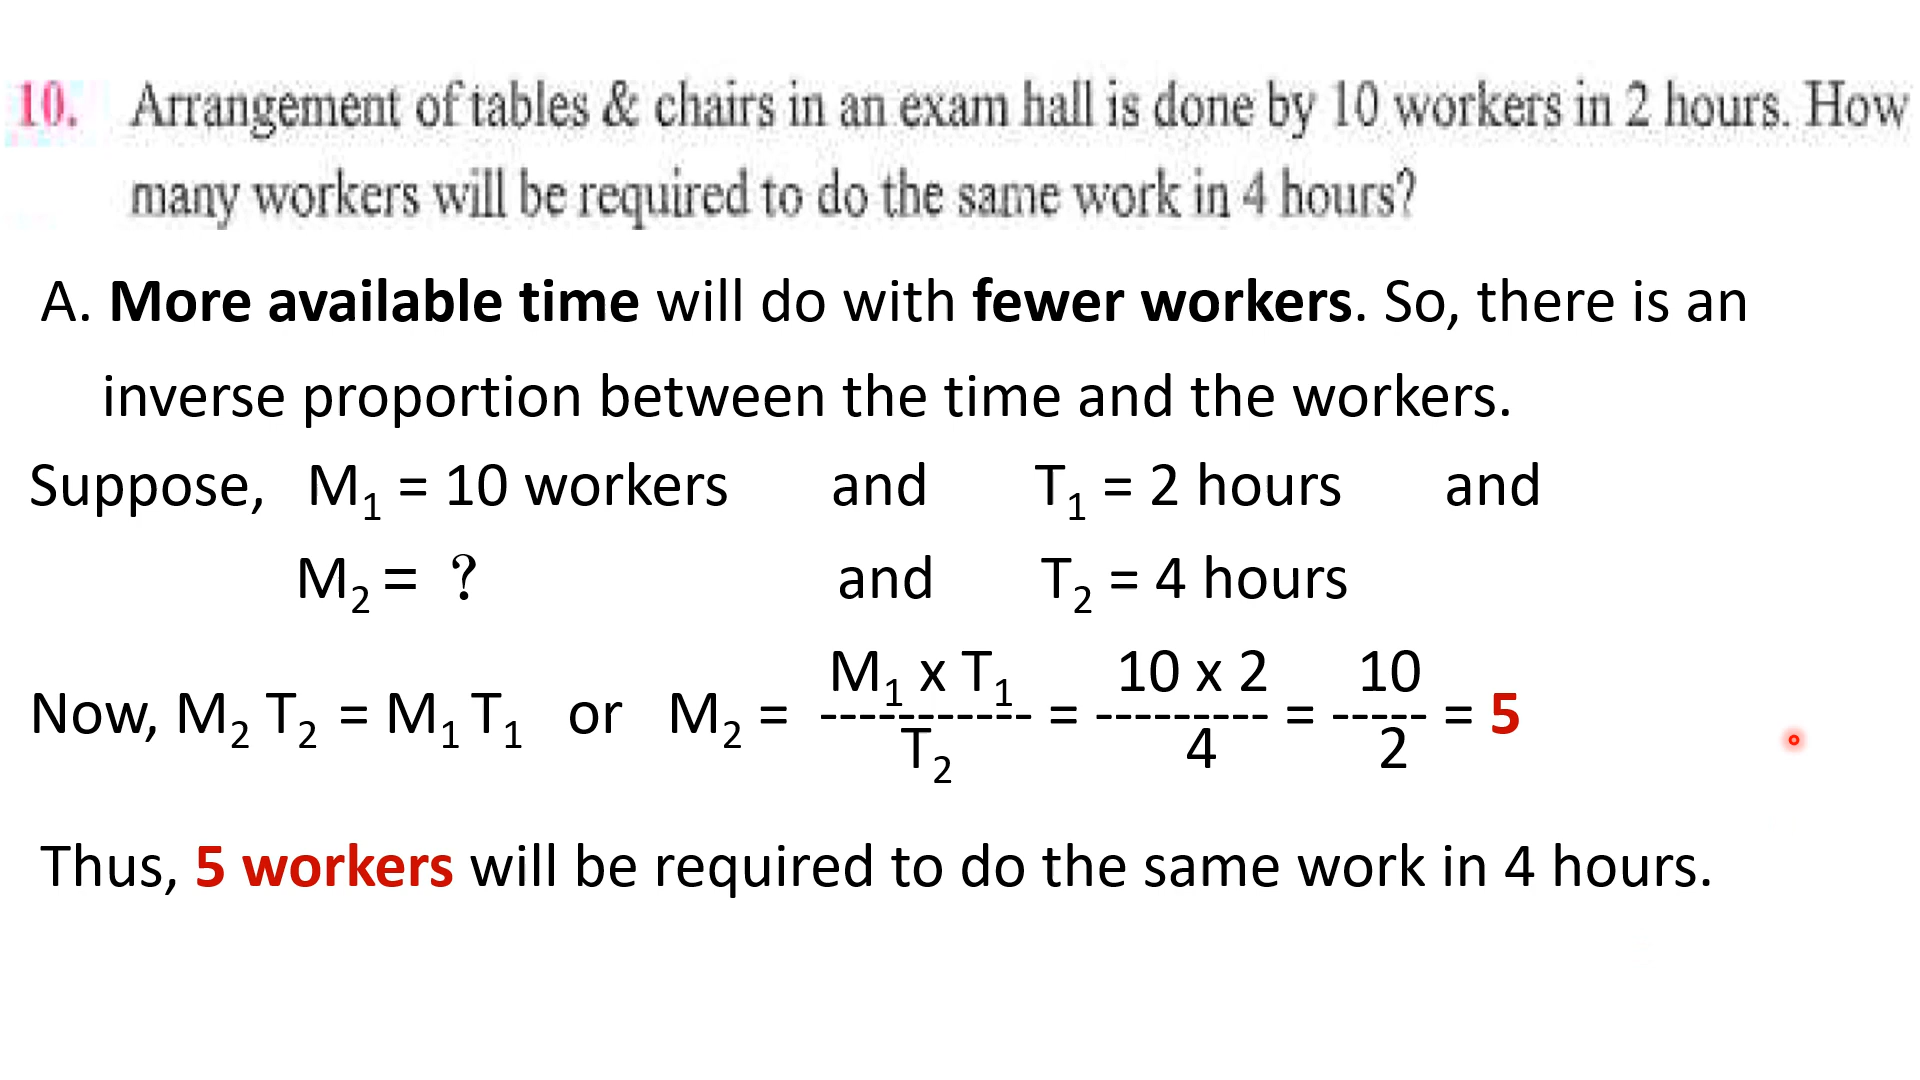 10. Arrangement of tables & chairs in an exam hall is done by 10 workers in 2 hours. How
many workers will be required to do the same work in 4 hours?
A. More available time will do with fewer workers. So, there is an
inverse proportion between the time and the workers.
Suppose, M₁ = 10 workers and T₁ = 2 hours and
M₂ = ? and T₂ = 4 hours
M₁ x T₁ 10 x 2 10
Now, M₂ T₂ = M₁ T₁ or M₂ = ----------- = --------- = ----- = 5
T₂ 4 2
Thus, 5 workers will be required to do the same work in 4 hours.